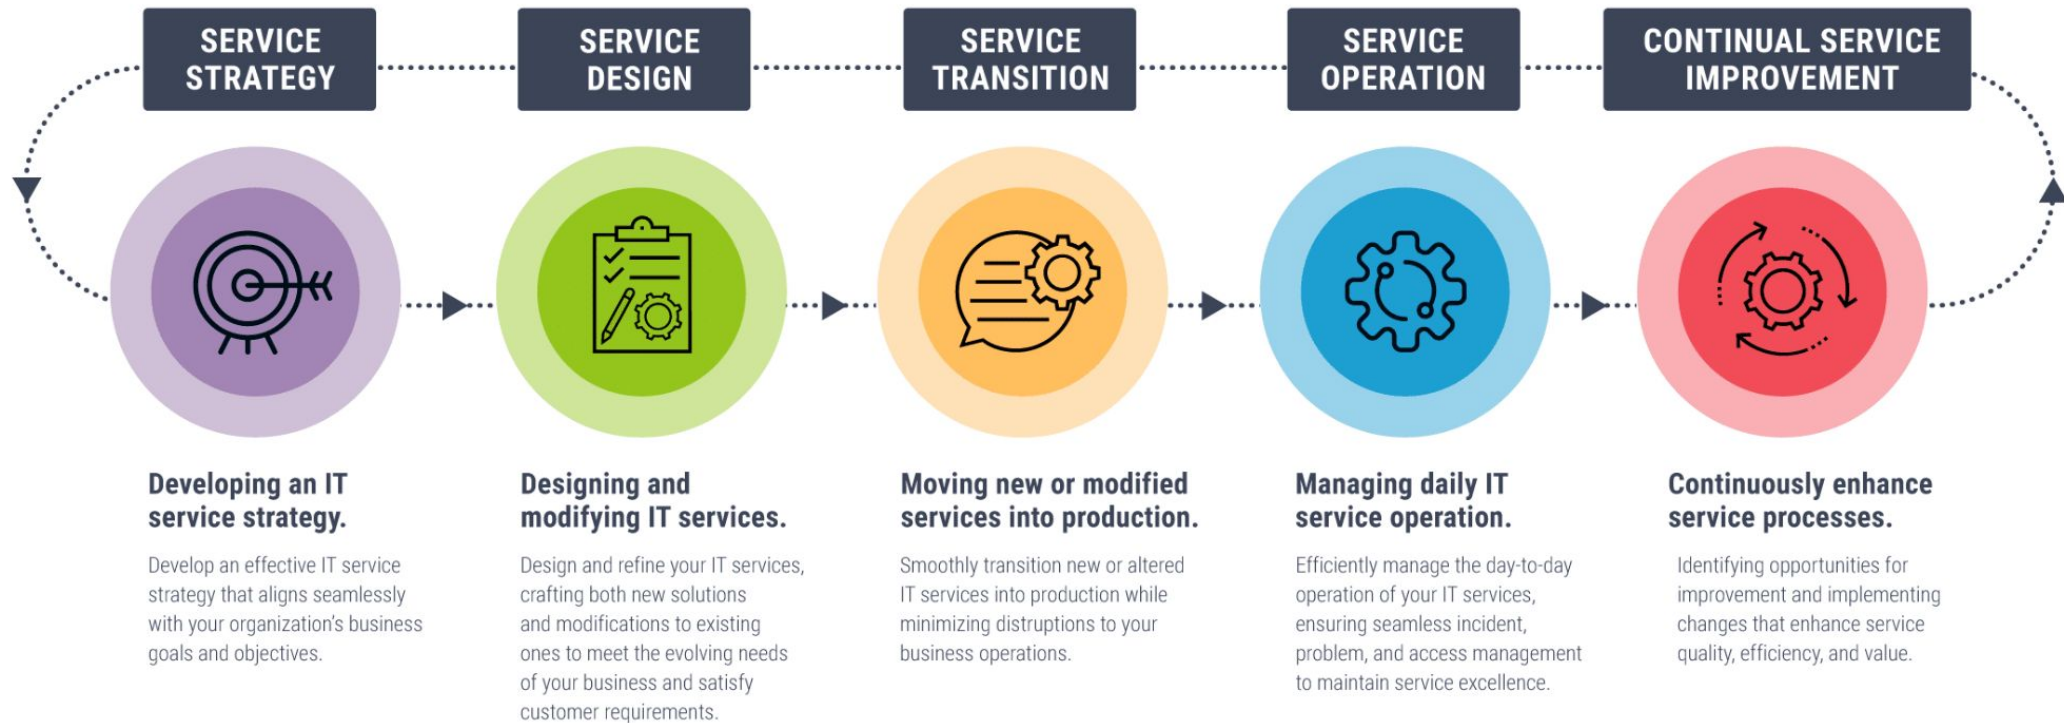 SERVICE
STRATEGY
SERVICE
DESIGN
SERVICE
TRANSITION
SERVICE
OPERATION
CONTINUAL SERVICE
IMPROVEMENT
Developing an IT
service strategy.
Develop an effective IT service
strategy that aligns seamlessly
with your organization's business
goals and objectives.
Designing and
modifying IT services.
Design and refine your IT services,
crafting both new solutions
and modifications to existing
ones to meet the evolving needs
of your business and satisfy
customer requirements.
Moving new or modified
services into production.
Smoothly transition new or altered
IT services into production while
minimizing distruptions to your
business operations.
Managing daily IT
service operation.
Efficiently manage the day-to-day
operation of your IT services,
ensuring seamless incident,
problem, and access management
to maintain service excellence.
Continuously enhance
service processes.
Identifying opportunities for
improvement and implementing
changes that enhance service
quality, efficiency, and value.